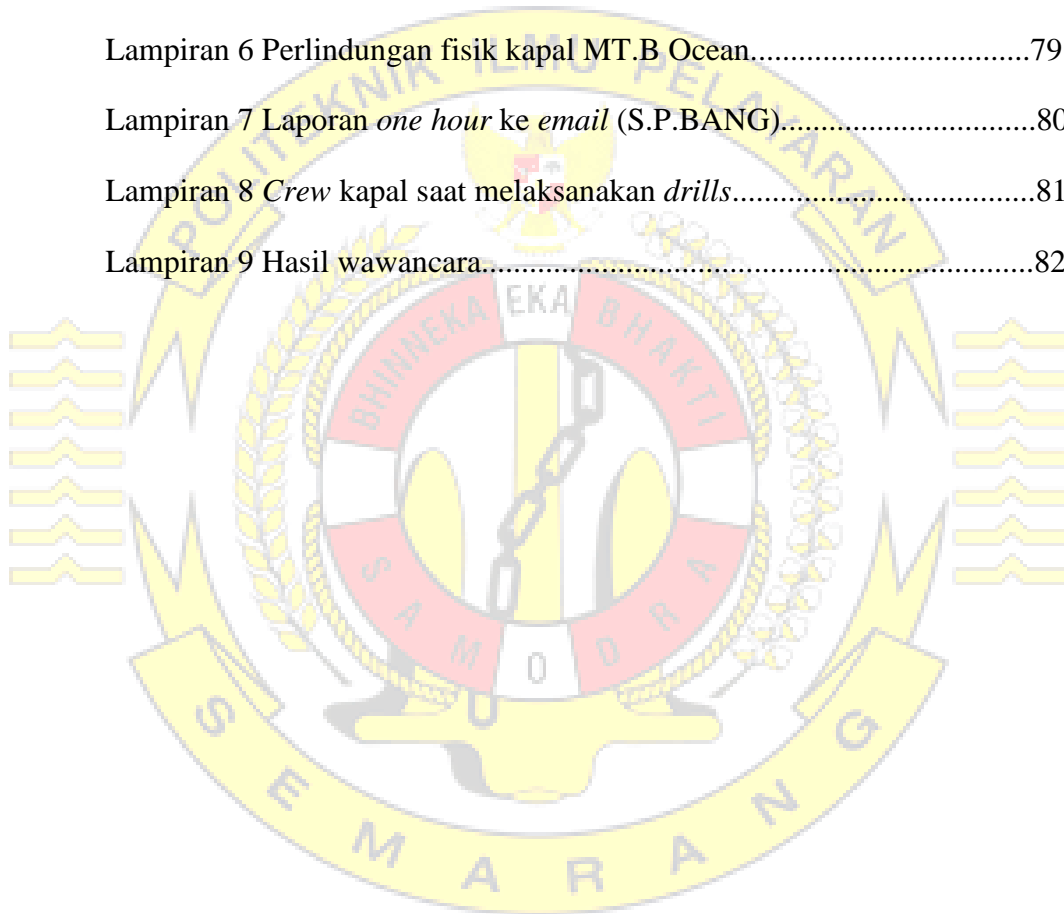 Lampiran 6 Perlindungan fisik kapal MT.B Ocean.................................79
Lampiran 7 Laporan one hour ke email (S.P.BANG)..............................80
Lampiran 8 Crew kapal saat melaksanakan drills....................................81
Lampiran 9 Hasil wawancara..................................................................82
POLITEKNIK ILMU PELAYARAN
BHINNEKA EKA BHAKTI
SAMODRA
SEMARANG